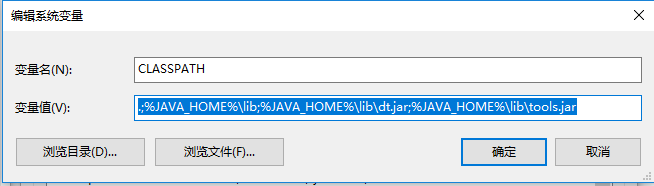 编辑系统变量
变量名(N):
CLASSPATH
变量值(V):
.;%JAVA_HOME%\lib;%JAVA_HOME%\lib\dt.jar;%JAVA_HOME%\lib\tools.jar
浏览目录(D)...
浏览文件(F)...
确定
取消